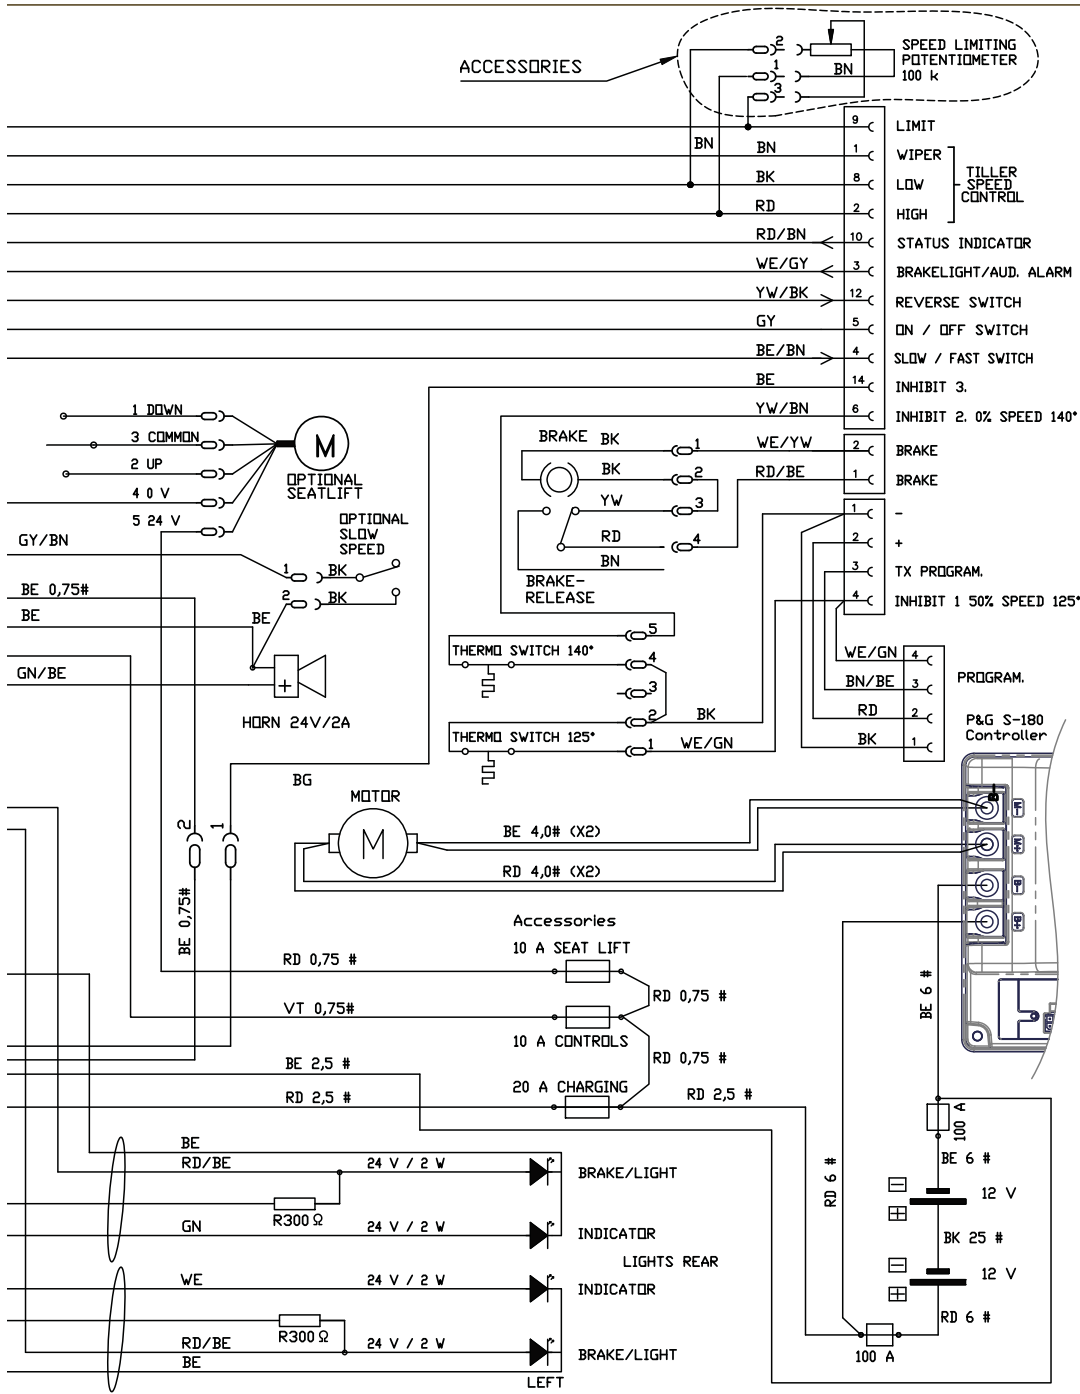 ACCESSORIES
2
1
BN
3
SPEED LIMITING
POTENTIOMETER
100 k
BN
9 LIMIT
BN 1 WIPER
BK 8 LOW
RD 2 HIGH
TILLER
SPEED
CONTROL
RD/BN 10 STATUS INDICATOR
WE/GY 3 BRAKELIGHT/AUD. ALARM
YW/BK 12 REVERSE SWITCH
GY 5 ON / OFF SWITCH
BE/BN 4 SLOW / FAST SWITCH
BE 14 INHIBIT 3.
YW/BN 6 INHIBIT 2. 0% SPEED 140°
1 DOWN
3 COMMON
2 UP
4 0 V
5 24 V
M
OPTIONAL
SEATLIFT
BRAKE BK 1 WE/YW 2 BRAKE
BK 2 RD/BE 1 BRAKE
YW 3
RD 4
BN
BRAKE-
RELEASE
1 -
2 +
3 TX PROGRAM.
4 INHIBIT 1 50% SPEED 125°
GY/BN
OPTIONAL
SLOW
SPEED
1 BK
2 BK
BE 0,75#
BE
BE
GN/BE
+
HORN 24V/2A
5
THERMO SWITCH 140°
4
3
2 BK
THERMO SWITCH 125°
1 WE/GN
WE/GN 4
BN/BE 3
RD 2
BK 1
PROGRAM.
P&G S-180
Controller
BG
MOTOR
M
M-
M+
B-
B+
2
1
BE 4,0# (X2)
RD 4,0# (X2)
BE 0,75#
Accessories
10 A SEAT LIFT
RD 0,75 #
RD 0,75 #
VT 0,75#
10 A CONTROLS
RD 0,75 #
BE 2,5 #
20 A CHARGING
RD 2,5 #
RD 2,5 #
BE 6 #
100 A
BE 6 #
RD 6 #
-
+
12 V
BK 25 #
-
+
12 V
RD 6 #
100 A
BE
RD/BE 24 V / 2 W BRAKE/LIGHT
R300 Ω
GN 24 V / 2 W INDICATOR
LIGHTS REAR
WE 24 V / 2 W INDICATOR
R300 Ω
RD/BE 24 V / 2 W BRAKE/LIGHT
BE
LEFT